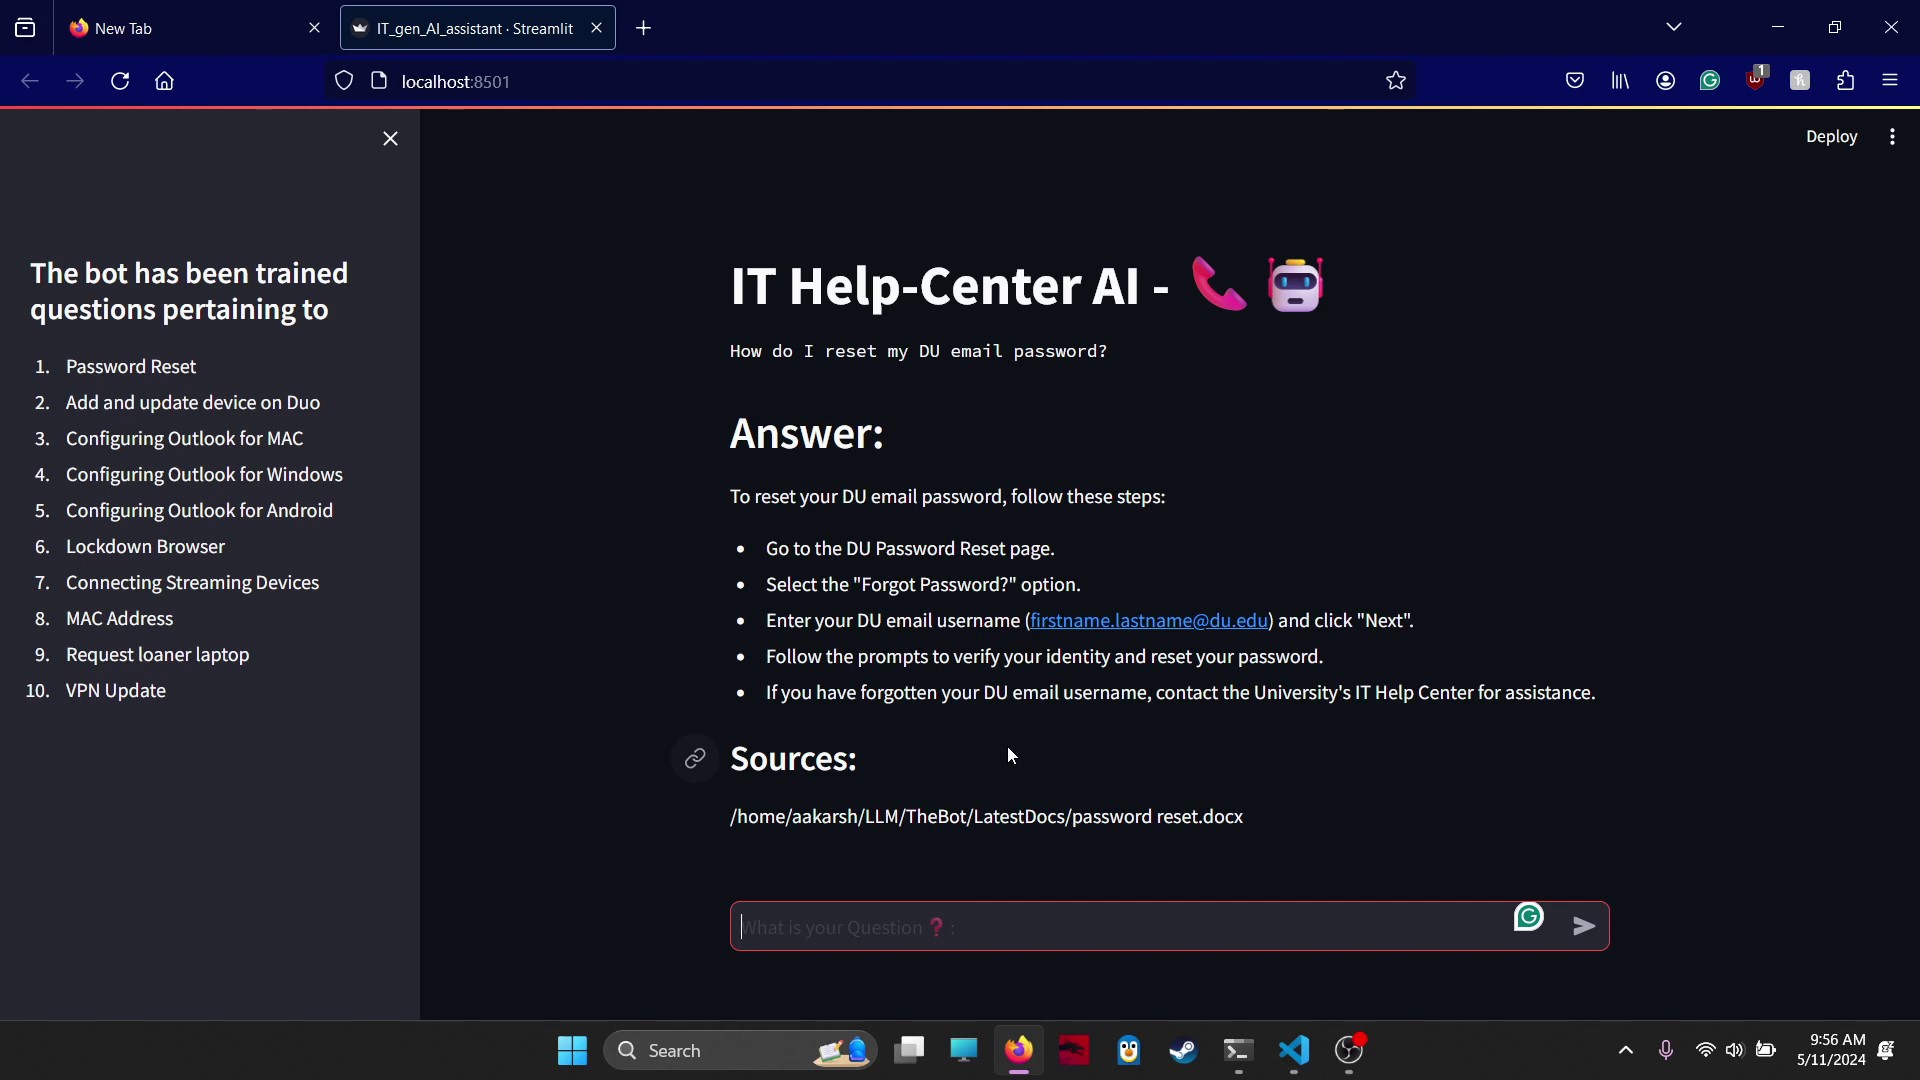 New Tab
IT_gen_AI_assistant · Streamlit
localhost:8501
1
Deploy
The bot has been trained
questions pertaining to
1. Password Reset
2. Add and update device on Duo
3. Configuring Outlook for MAC
4. Configuring Outlook for Windows
5. Configuring Outlook for Android
6. Lockdown Browser
7. Connecting Streaming Devices
8. MAC Address
9. Request loaner laptop
10. VPN Update
IT Help-Center AI - 📞 🤖
How do I reset my DU email password?
Answer:
To reset your DU email password, follow these steps:
• Go to the DU Password Reset page.
• Select the "Forgot Password?" option.
• Enter your DU email username (firstname.lastname@du.edu) and click "Next".
• Follow the prompts to verify your identity and reset your password.
• If you have forgotten your DU email username, contact the University's IT Help Center for assistance.
Sources:
/home/aakarsh/LLM/TheBot/LatestDocs/password reset.docx
What is your Question❓ :
Search
9:56 AM
5/11/2024